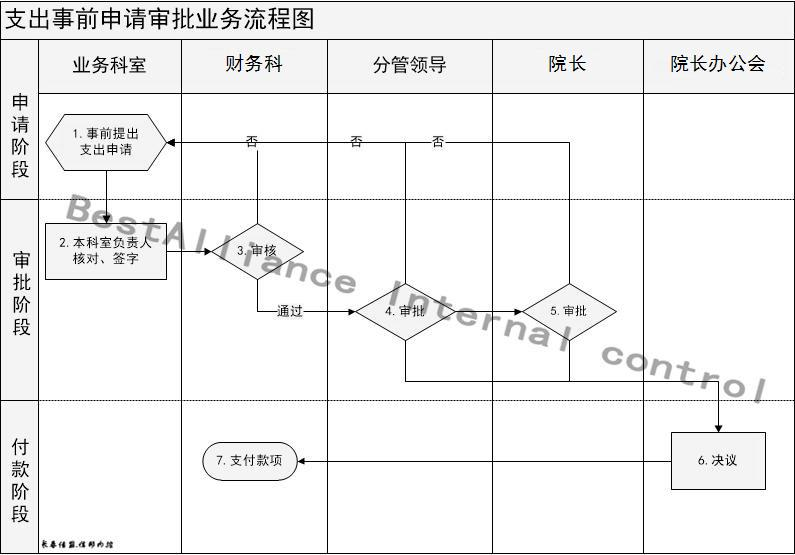 支出事前申请审批业务流程图
业务科室
财务科
分管领导
院长
院长办公会
申请阶段
1. 事前提出
支出申请
否
否
否
审批阶段
2. 本科室负责人
核对、签字
3. 审核
通过
4. 审批
5. 审批
BestAlliance Internal control
付款阶段
7. 支付款项
6. 决议